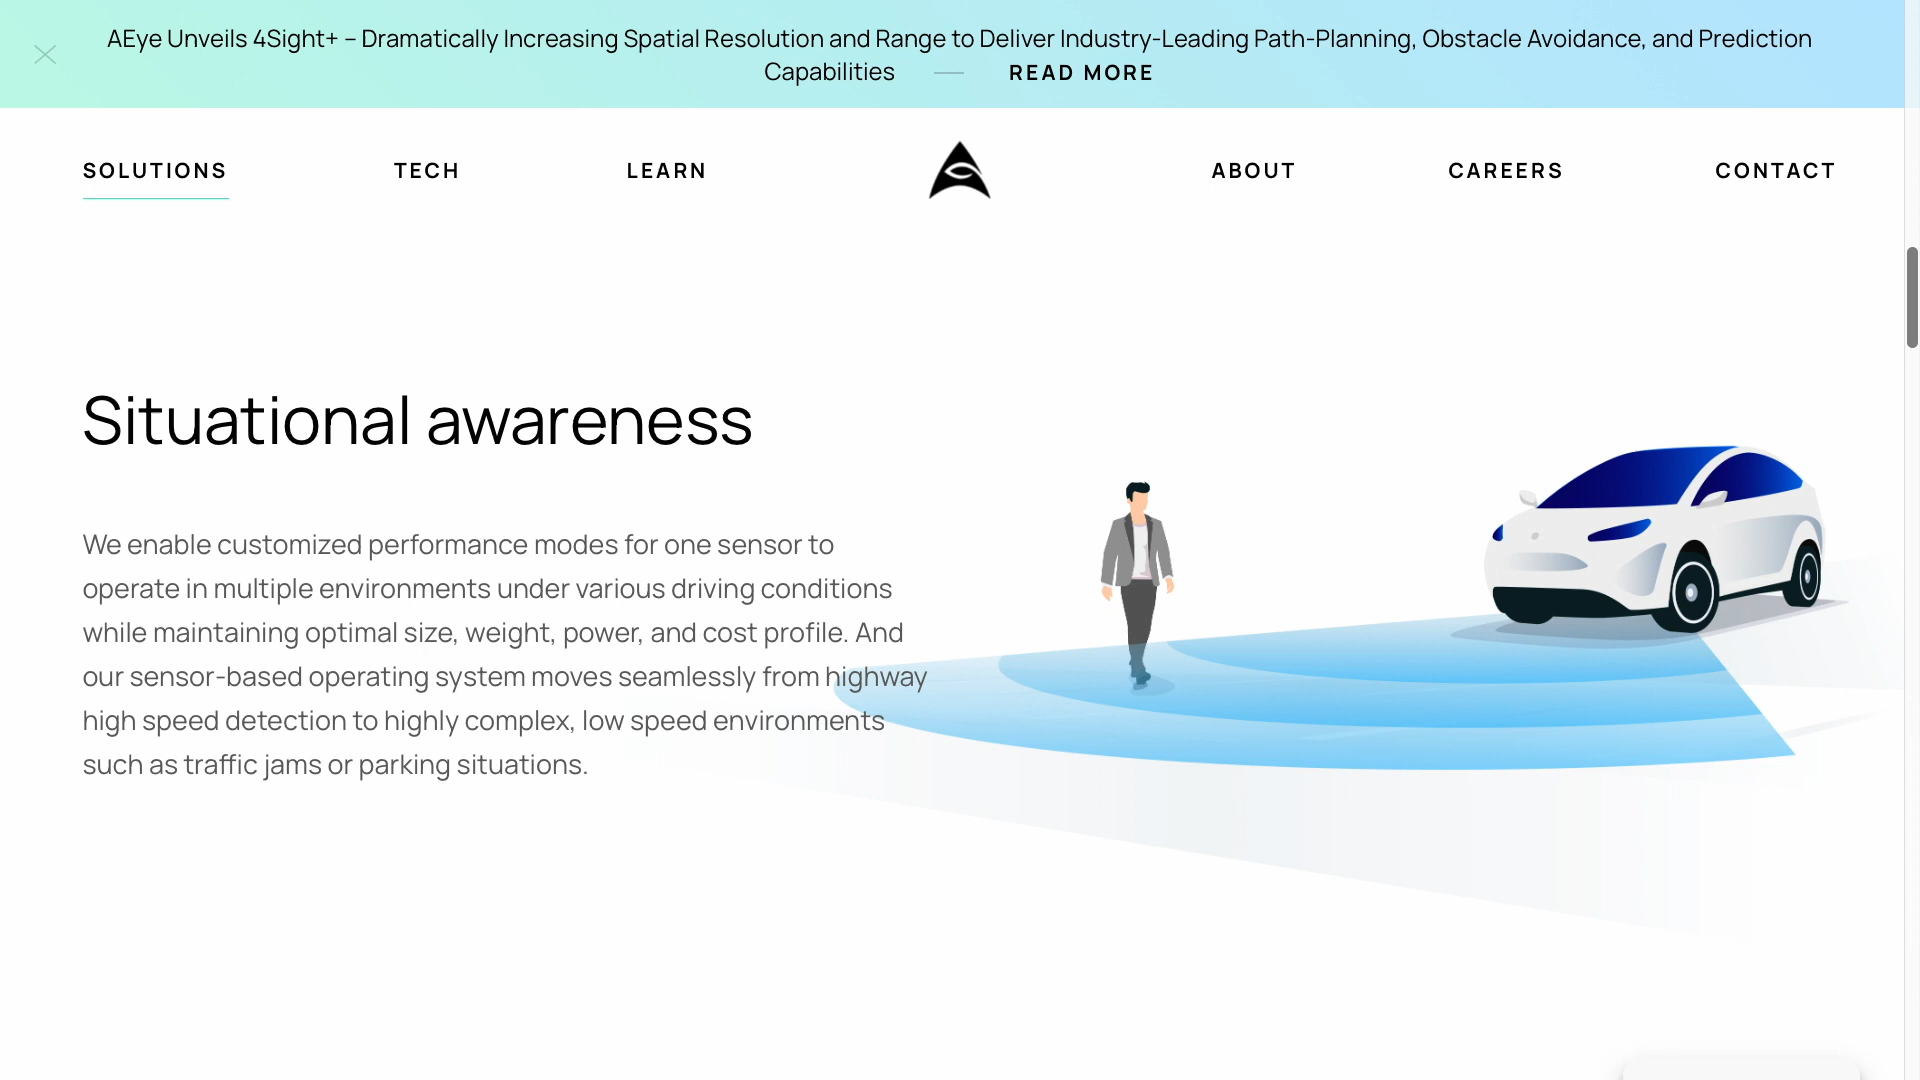 AEye Unveils 4Sight+ – Dramatically Increasing Spatial Resolution and Range to Deliver Industry-Leading Path-Planning, Obstacle Avoidance, and Prediction
Capabilities — READ MORE
SOLUTIONS TECH LEARN ABOUT CAREERS CONTACT
Situational awareness
We enable customized performance modes for one sensor to
operate in multiple environments under various driving conditions
while maintaining optimal size, weight, power, and cost profile. And
our sensor-based operating system moves seamlessly from highway
high speed detection to highly complex, low speed environments
such as traffic jams or parking situations.